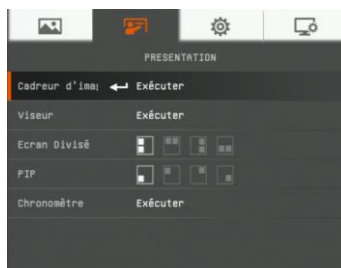 PRESENTATION
Cadreur d'ima; Exécuter
Viseur Exécuter
Ecran Divisé
PIP
Chronomètre Exécuter